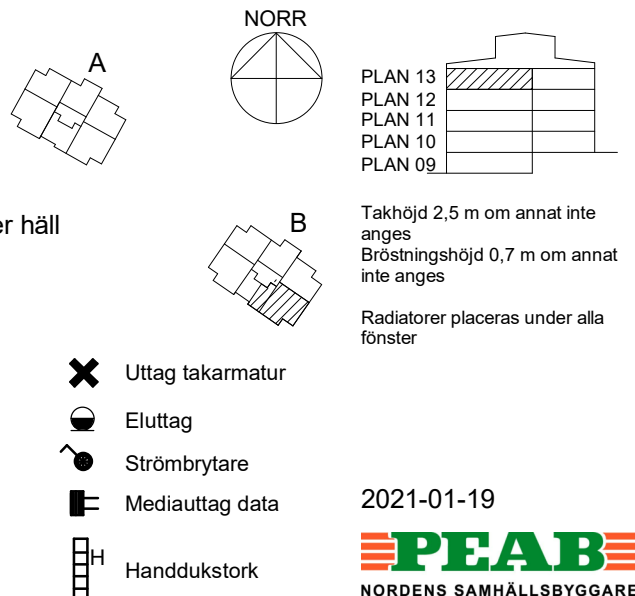 NORR
A
PLAN 13
PLAN 12
PLAN 11
PLAN 10
PLAN 09
er häll
B
Takhöjd 2,5 m om annat inte
anges
Bröstningshöjd 0,7 m om annat
inte anges
Radiatorer placeras under alla
fönster
Uttag takarmatur
Eluttag
Strömbrytare
Mediauttag data
H
Handdukstork
2021-01-19
PEAB
NORDENS SAMHÄLLSBYGGARE